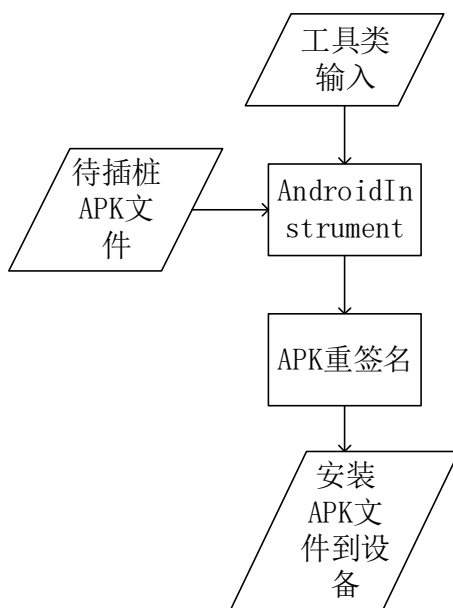 工具类
输入
待插桩
APK文
件
AndroidIn
strument
APK重签名
安装
APK文
件到设
备